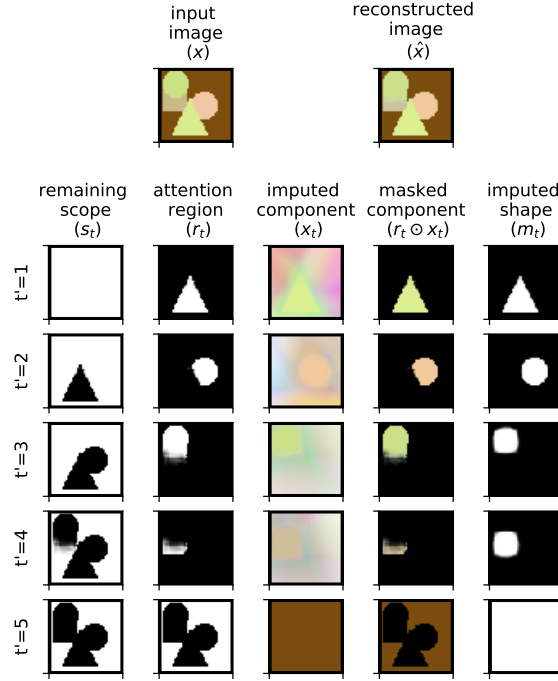 input
image
(x)
reconstructed
image
(x̂)
remaining
scope
(s_t)
attention
region
(r_t)
imputed
component
(x_t)
masked
component
(r_t ⊙ x_t)
imputed
shape
(m_t)
t'=1
t'=2
t'=3
t'=4
t'=5